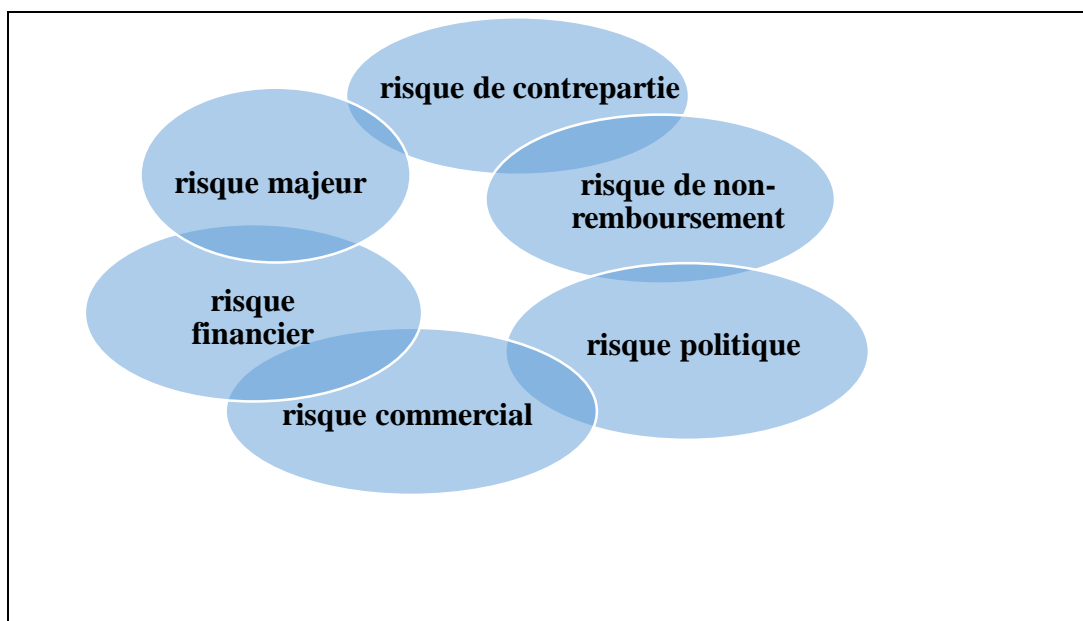 risque de contrepartie
risque majeur
risque de non-
remboursement
risque
financier
risque politique
risque commercial